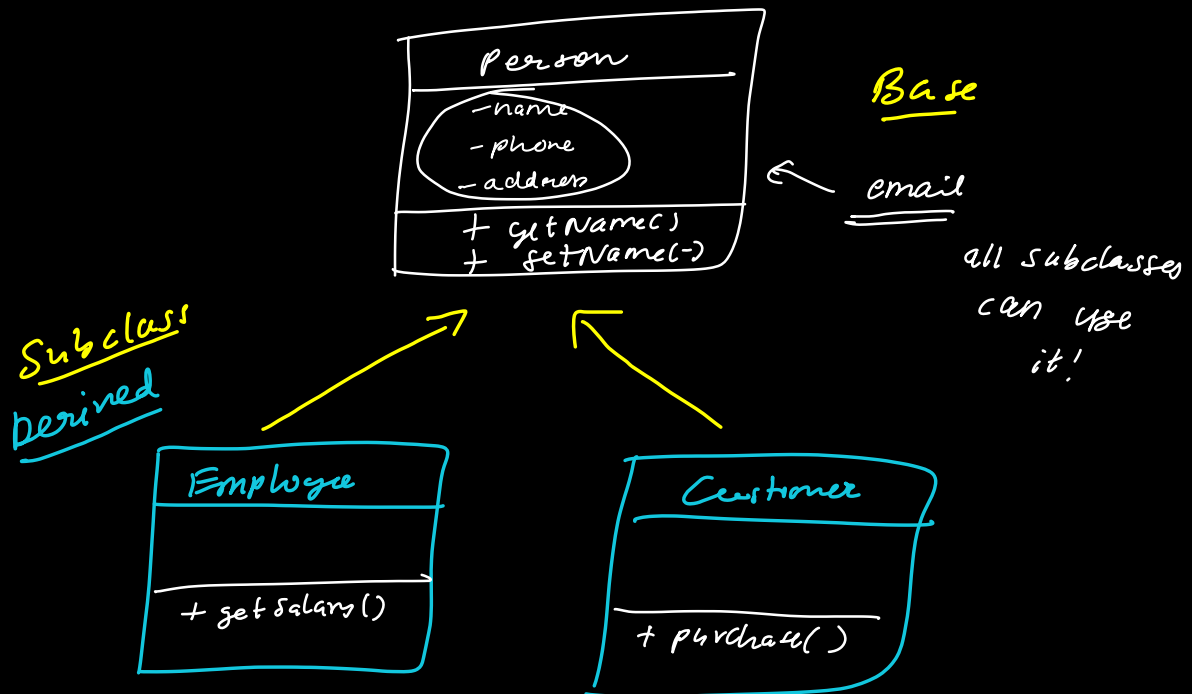 Person
-name
-phone
-address
+ getName()
+ setName(-)
Base
email
all subclasses
can use
it!
Subclass
Derived
Employee
+ getSalary()
Customer
+ purchase()